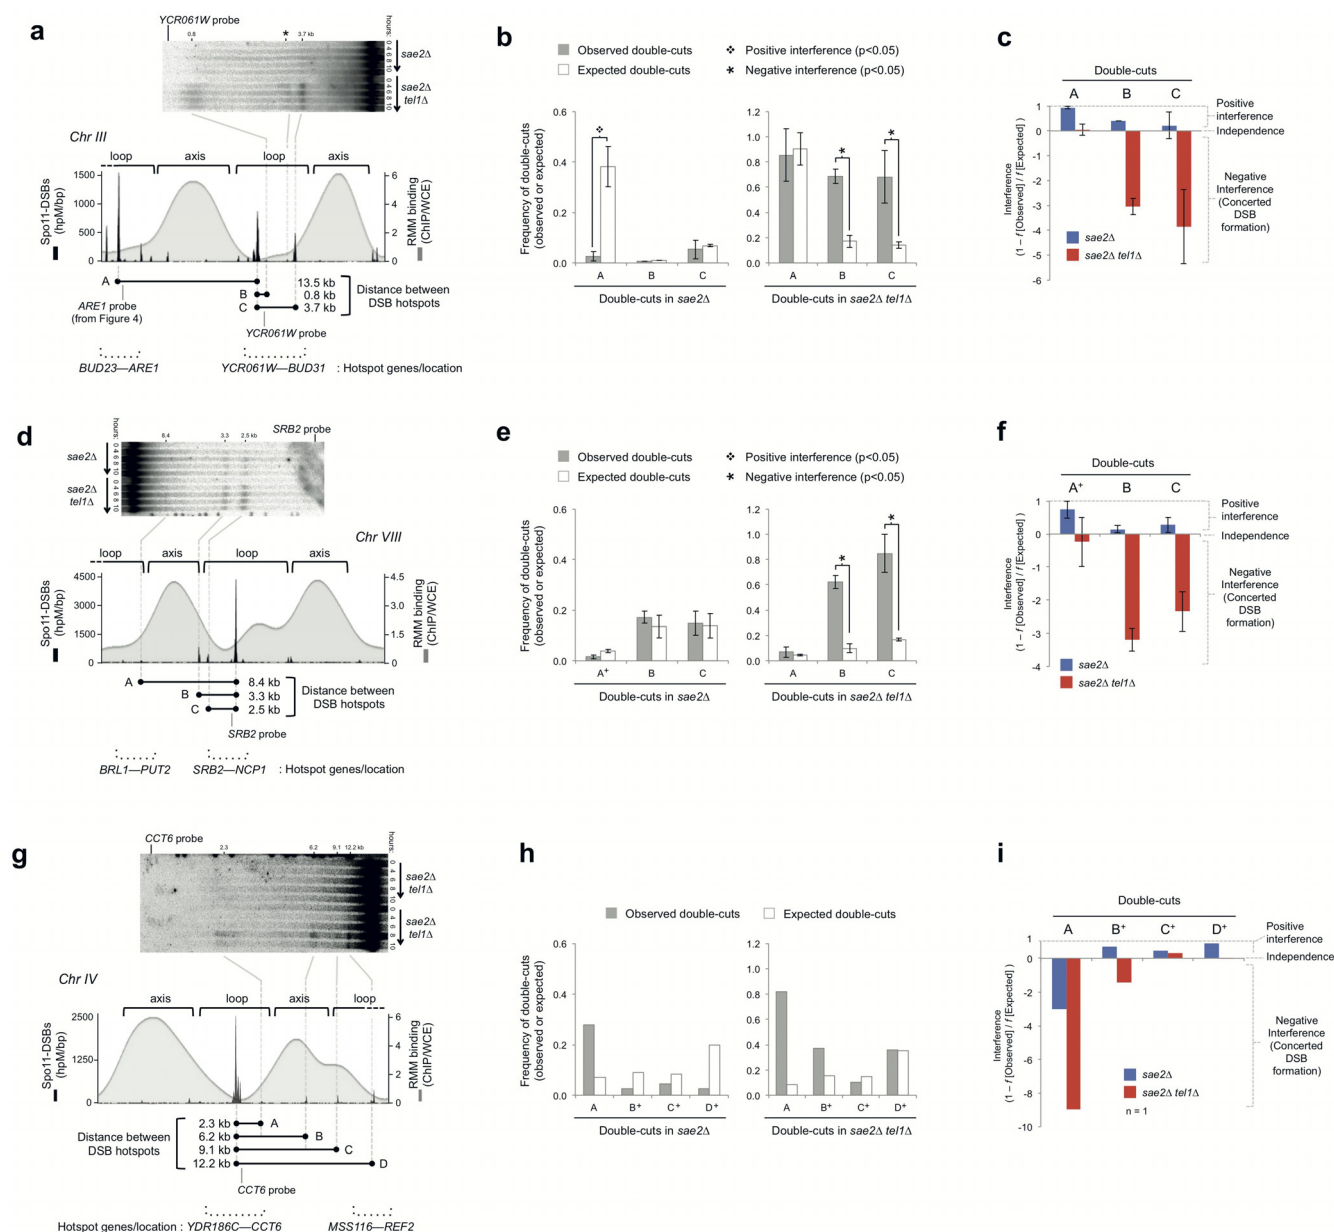 a
YCR061W probe
0.8
*
3.7 kb
hours:
0 4 6 8 10
sae2Δ
0 4 6 8 10
sae2Δ
tel1Δ
Chr III
loop
axis
loop
axis
Spo11-DSBs
(hpM/bp)
1500
1000
500
0
6
4
2
0
RMM binding
(ChIP/WCE)
A
13.5 kb
B
0.8 kb
C
3.7 kb
Distance between
DSB hotspots
ARE1 probe
(from Figure 4)
YCR061W probe
BUD23—ARE1
YCR061W—BUD31
: Hotspot genes/location
b
Observed double-cuts
Expected double-cuts
Positive interference (p<0.05)
* Negative interference (p<0.05)
Frequency of double-cuts
(observed or expected)
0.6
0.4
0.2
0.0
A
B
C
Double-cuts in sae2Δ
1.2
1.0
0.8
0.6
0.4
0.2
0.0
*
*
A
B
C
Double-cuts in sae2Δ tel1Δ
c
Double-cuts
A
B
C
Interference
(1 – f [Observed] / f [Expected] )
1
0
-1
-2
-3
-4
-5
-6
Positive
interference
Independence
Negative
Interference
(Concerted
DSB
formation)
sae2Δ
sae2Δ tel1Δ
d
SRB2 probe
hours:
8.4
3.3
2.5 kb
0 4 6 8 10
sae2Δ
0 4 6 8 10
sae2Δ
tel1Δ
Chr VIII
loop
axis
loop
axis
Spo11-DSBs
(hpM/bp)
4500
3000
1500
0
4.5
3.0
1.5
0
RMM binding
(ChIP/WCE)
A
8.4 kb
B
3.3 kb
C
2.5 kb
Distance between
DSB hotspots
SRB2 probe
BRL1—PUT2
SRB2—NCP1
: Hotspot genes/location
e
Observed double-cuts
Expected double-cuts
Positive interference (p<0.05)
* Negative interference (p<0.05)
Frequency of double-cuts
(observed or expected)
0.6
0.4
0.2
0.0
A+
B
C
Double-cuts in sae2Δ
1.2
1.0
0.8
0.6
0.4
0.2
0.0
*
*
A
B
C
Double-cuts in sae2Δ tel1Δ
f
Double-cuts
A+
B
C
Interference
(1 – f [Observed] / f [Expected] )
1
0
-1
-2
-3
-4
Positive
interference
Independence
Negative
Interference
(Concerted
DSB
formation)
sae2Δ
sae2Δ tel1Δ
g
CCT6 probe
2.3
6.2
9.1
12.2 kb
hours:
0 4 6 8 10
sae2Δ
tel1Δ
0 4 6 8 10
sae2Δ
tel1Δ
Chr IV
axis
loop
axis
loop
Spo11-DSBs
(hpM/bp)
2500
1250
0
6
4
2
0
RMM binding
(ChIP/WCE)
2.3 kb
A
6.2 kb
B
9.1 kb
C
12.2 kb
D
Distance between
DSB hotspots
CCT6 probe
Hotspot genes/location : YDR186C—CCT6
MSS116—REF2
h
Observed double-cuts
Expected double-cuts
Frequency of double-cuts
(observed or expected)
0.6
0.4
0.2
0.0
A
B+
C+
D+
Double-cuts in sae2Δ
1.2
1.0
0.8
0.6
0.4
0.2
0.0
A
B+
C+
D+
Double-cuts in sae2Δ tel1Δ
i
Double-cuts
A
B+
C+
D+
Interference
(1 – f [Observed] / f [Expected] )
1
0
-2
-4
-6
-8
-10
Positive
interference
Independence
Negative
Interference
(Concerted
DSB
formation)
sae2Δ
sae2Δ tel1Δ
n = 1